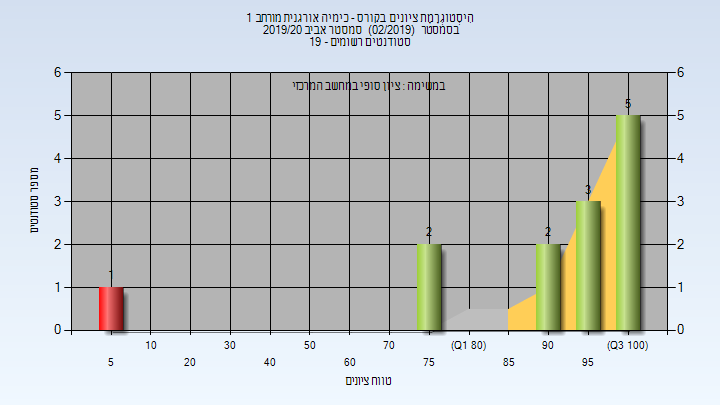 היסטוגרמת ציונים בקורס - כימיה אורגנית מורחב 1
בסמסטר (02/2019) סמסטר אביב 2019/20
סטודנטים רשומים - 19
במשימה : ציון סופי במחשב המרכזי
מספר סטודנטים
6 6
5 5
4 4
3 3
2 2
1 1
0 0
1 2 2 3 5
10 20 30 50 70 (Q1 80) 90 (Q3 100)
5 20 40 60 75 85 95
טווח ציונים